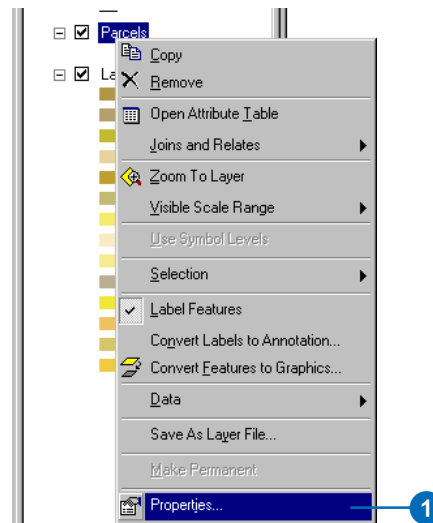 Parcels
La
Copy
Remove
Open Attribute Table
Joins and Relates
Zoom To Layer
Visible Scale Range
Use Symbol Levels
Selection
Label Features
Convert Labels to Annotation...
Convert Features to Graphics...
Data
Save As Layer File...
Make Permanent
Properties...
1